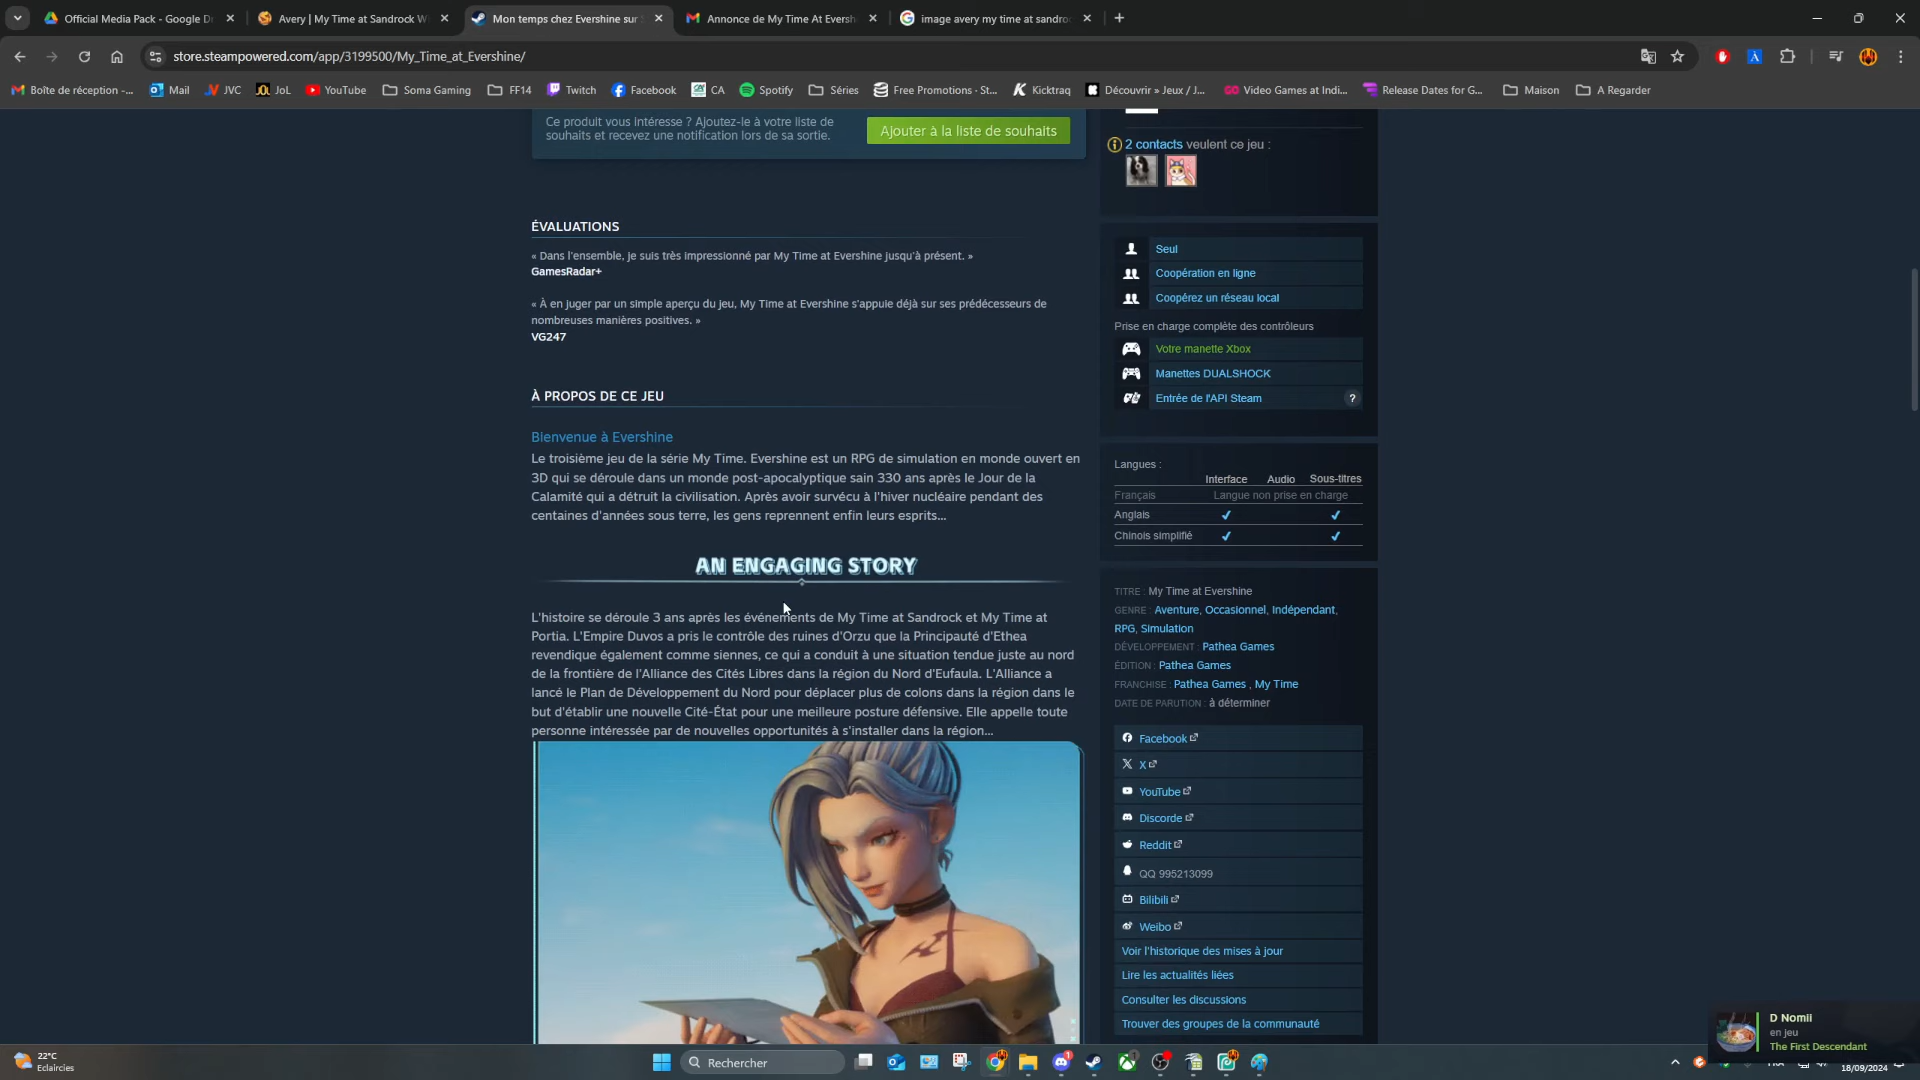 Official Media Pack - Google Dr
Avery | My Time at Sandrock W
Mon temps chez Evershine sur S
Annonce de My Time At Eversh
image avery my time at sandro
store.steampowered.com/app/3199500/My_Time_at_Evershine/
Boîte de réception -...
Mail
JVC
JoL
YouTube
Soma Gaming
FF14
Twitch
Facebook
CA
Spotify
Séries
Free Promotions · St...
Kicktraq
Découvrir » Jeux / J...
Video Games at Indi...
Release Dates for G...
Maison
A Regarder
Ce produit vous intéresse ? Ajoutez-le à votre liste de
souhaits et recevez une notification lors de sa sortie.
Ajouter à la liste de souhaits
ÉVALUATIONS
« Dans l'ensemble, je suis très impressionné par My Time at Evershine jusqu'à présent. »
GamesRadar+
« À en juger par un simple aperçu du jeu, My Time at Evershine s'appuie déjà sur ses prédécesseurs de
nombreuses manières positives. »
VG247
À PROPOS DE CE JEU
Bienvenue à Evershine
Le troisième jeu de la série My Time. Evershine est un RPG de simulation en monde ouvert en
3D qui se déroule dans un monde post-apocalyptique sain 330 ans après le Jour de la
Calamité qui a détruit la civilisation. Après avoir survécu à l'hiver nucléaire pendant des
centaines d'années sous terre, les gens reprennent enfin leurs esprits...
AN ENGAGING STORY
L'histoire se déroule 3 ans après les événements de My Time at Sandrock et My Time at
Portia. L'Empire Duvos a pris le contrôle des ruines d'Orzu que la Principauté d'Ethea
revendique également comme siennes, ce qui a conduit à une situation tendue juste au nord
de la frontière de l'Alliance des Cités Libres dans la région du Nord d'Eufaula. L'Alliance a
lancé le Plan de Développement du Nord pour déplacer plus de colons dans la région dans le
but d'établir une nouvelle Cité-État pour une meilleure posture défensive. Elle appelle toute
personne intéressée par de nouvelles opportunités à s'installer dans la région...
2 contacts veulent ce jeu :
Seul
Coopération en ligne
Coopérez un réseau local
Prise en charge complète des contrôleurs
Votre manette Xbox
Manettes DUALSHOCK
Entrée de l'API Steam
?
Langues :
Interface Audio Sous-titres
Français Langue non prise en charge
Anglais ✔ ✔
Chinois simplifié ✔ ✔
TITRE : My Time at Evershine
GENRE : Aventure, Occasionnel, Indépendant,
RPG, Simulation
DÉVELOPPEMENT : Pathea Games
ÉDITION : Pathea Games
FRANCHISE : Pathea Games , My Time
DATE DE PARUTION : à déterminer
Facebook
X
YouTube
Discorde
Reddit
QQ 995213099
Bilibili
Weibo
Voir l'historique des mises à jour
Lire les actualités liées
Consulter les discussions
Trouver des groupes de la communauté
D Nomii
en jeu
The First Descendant
22°C
Eclaircies
Rechercher
18/09/2024